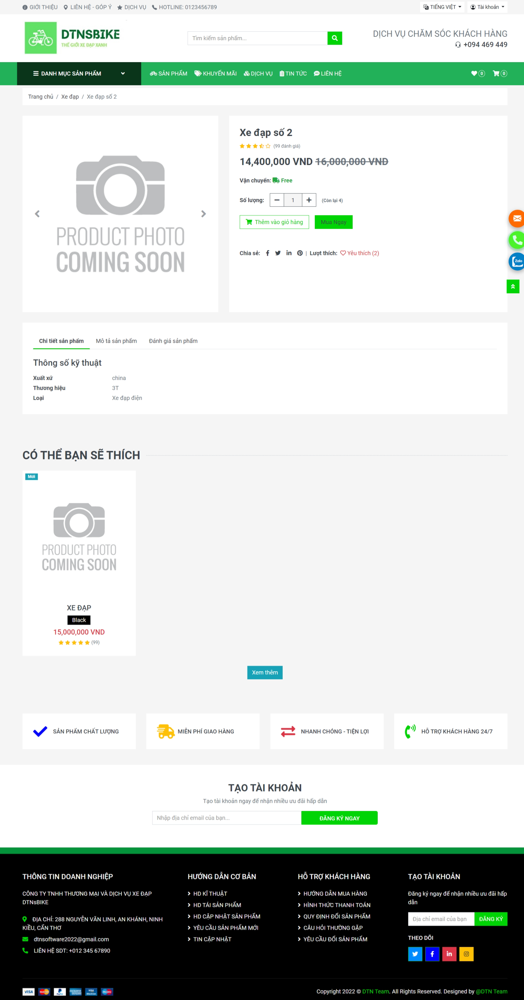 GIỚI THIỆU LIÊN HỆ - GÓP Ý DỊCH VỤ HOTLINE: 0123456789
TIẾNG VIỆT Tài khoản
DTNSBIKE
THẾ GIỚI XE ĐẠP XANH
Tìm kiếm sản phẩm...
DỊCH VỤ CHĂM SÓC KHÁCH HÀNG
+094 469 449
DANH MỤC SẢN PHẨM
SẢN PHẨM KHUYẾN MÃI DỊCH VỤ TIN TỨC LIÊN HỆ
0 0
Trang chủ / Xe đạp / Xe đạp số 2
PRODUCT PHOTO
COMING SOON
Xe đạp số 2
(99 đánh giá)
14,400,000 VND 16,000,000 VND
Vận chuyển: Free
Số lượng: 1 (Còn lại 4)
Thêm vào giỏ hàng Mua Ngay
Chia sẻ: | Lượt thích: Yêu thích (2)
Zalo
Chi tiết sản phẩm Mô tả sản phẩm Đánh giá sản phẩm
Thông số kỹ thuật
Xuất xứ china
Thương hiệu 3T
Loại Xe đạp điện
CÓ THỂ BẠN SẼ THÍCH
Mới
PRODUCT PHOTO
COMING SOON
XE ĐẠP
Black
15,000,000 VND
(99)
Xem thêm
SẢN PHẨM CHẤT LƯỢNG
MIỄN PHÍ GIAO HÀNG
NHANH CHÓNG - TIỆN LỢI
HỖ TRỢ KHÁCH HÀNG 24/7
TẠO TÀI KHOẢN
Tạo tài khoản ngay để nhận nhiều ưu đãi hấp dẫn
Nhập địa chỉ email của bạn... ĐĂNG KÝ NGAY
THÔNG TIN DOANH NGHIỆP
CÔNG TY TNHH THƯƠNG MẠI VÀ DỊCH VỤ XE ĐẠP
DTNsBIKE
ĐỊA CHỈ: 288 NGUYỄN VĂN LINH, AN KHÁNH, NINH
KIỀU, CẦN THƠ
dtnsoftware2022@gmail.com
LIÊN HỆ SDT: +012 345 67890
HƯỚNG DẪN CƠ BẢN
HD KĨ THUẬT
HD TẢI SẢN PHẨM
HD CẬP NHẬT SẢN PHẨM
YÊU CẦU SẢN PHẨM MỚI
TIN CẬP NHẬT
HỖ TRỢ KHÁCH HÀNG
HƯỚNG DẪN MUA HÀNG
HÌNH THỨC THANH TOÁN
QUY ĐỊNH ĐỔI SẢN PHẨM
CÂU HỎI THƯỜNG GẶP
YÊU CẦU ĐỔI SẢN PHẨM
TẠO TÀI KHOẢN
Đăng ký ngay để nhận nhiều ưu đãi hấp
dẫn
Địa chỉ email của bạn ĐĂNG KÝ
THEO DÕI
VISA PayPal VISA Electron
Copyright 2022 © DTN Team. All Rights Reserved. Designed by @DTN Team